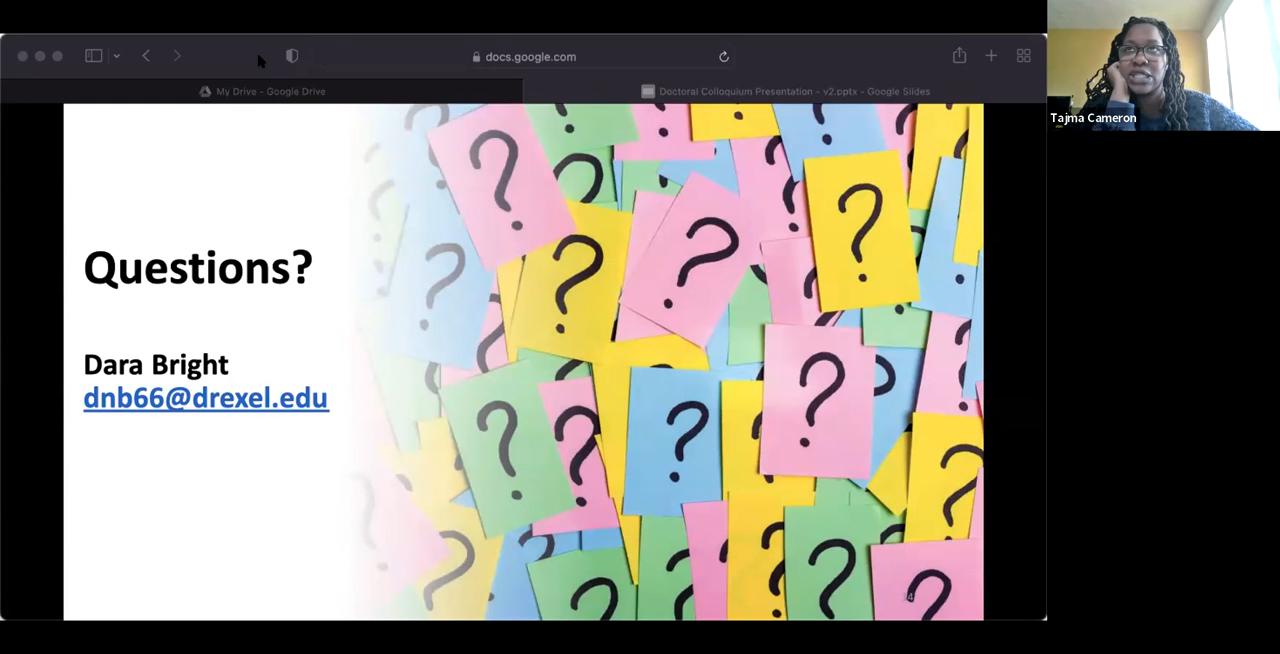 docs.google.com
My Drive - Google Drive
Doctoral Colloquium Presentation - v2.pptx - Google Slides
Tajma Cameron
Questions?
Dara Bright
dnb66@drexel.edu